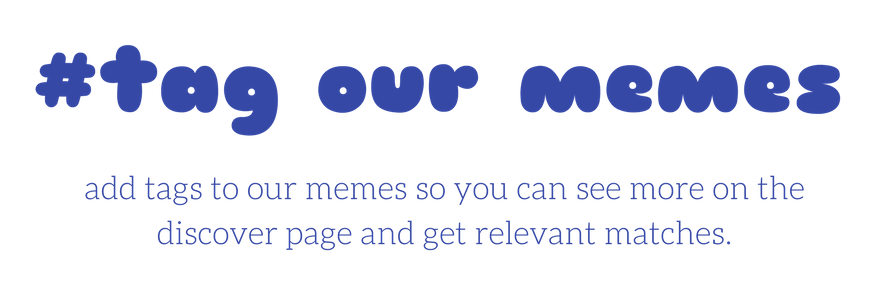 #tag our memes
add tags to our memes so you can see more on the
discover page and get relevant matches.